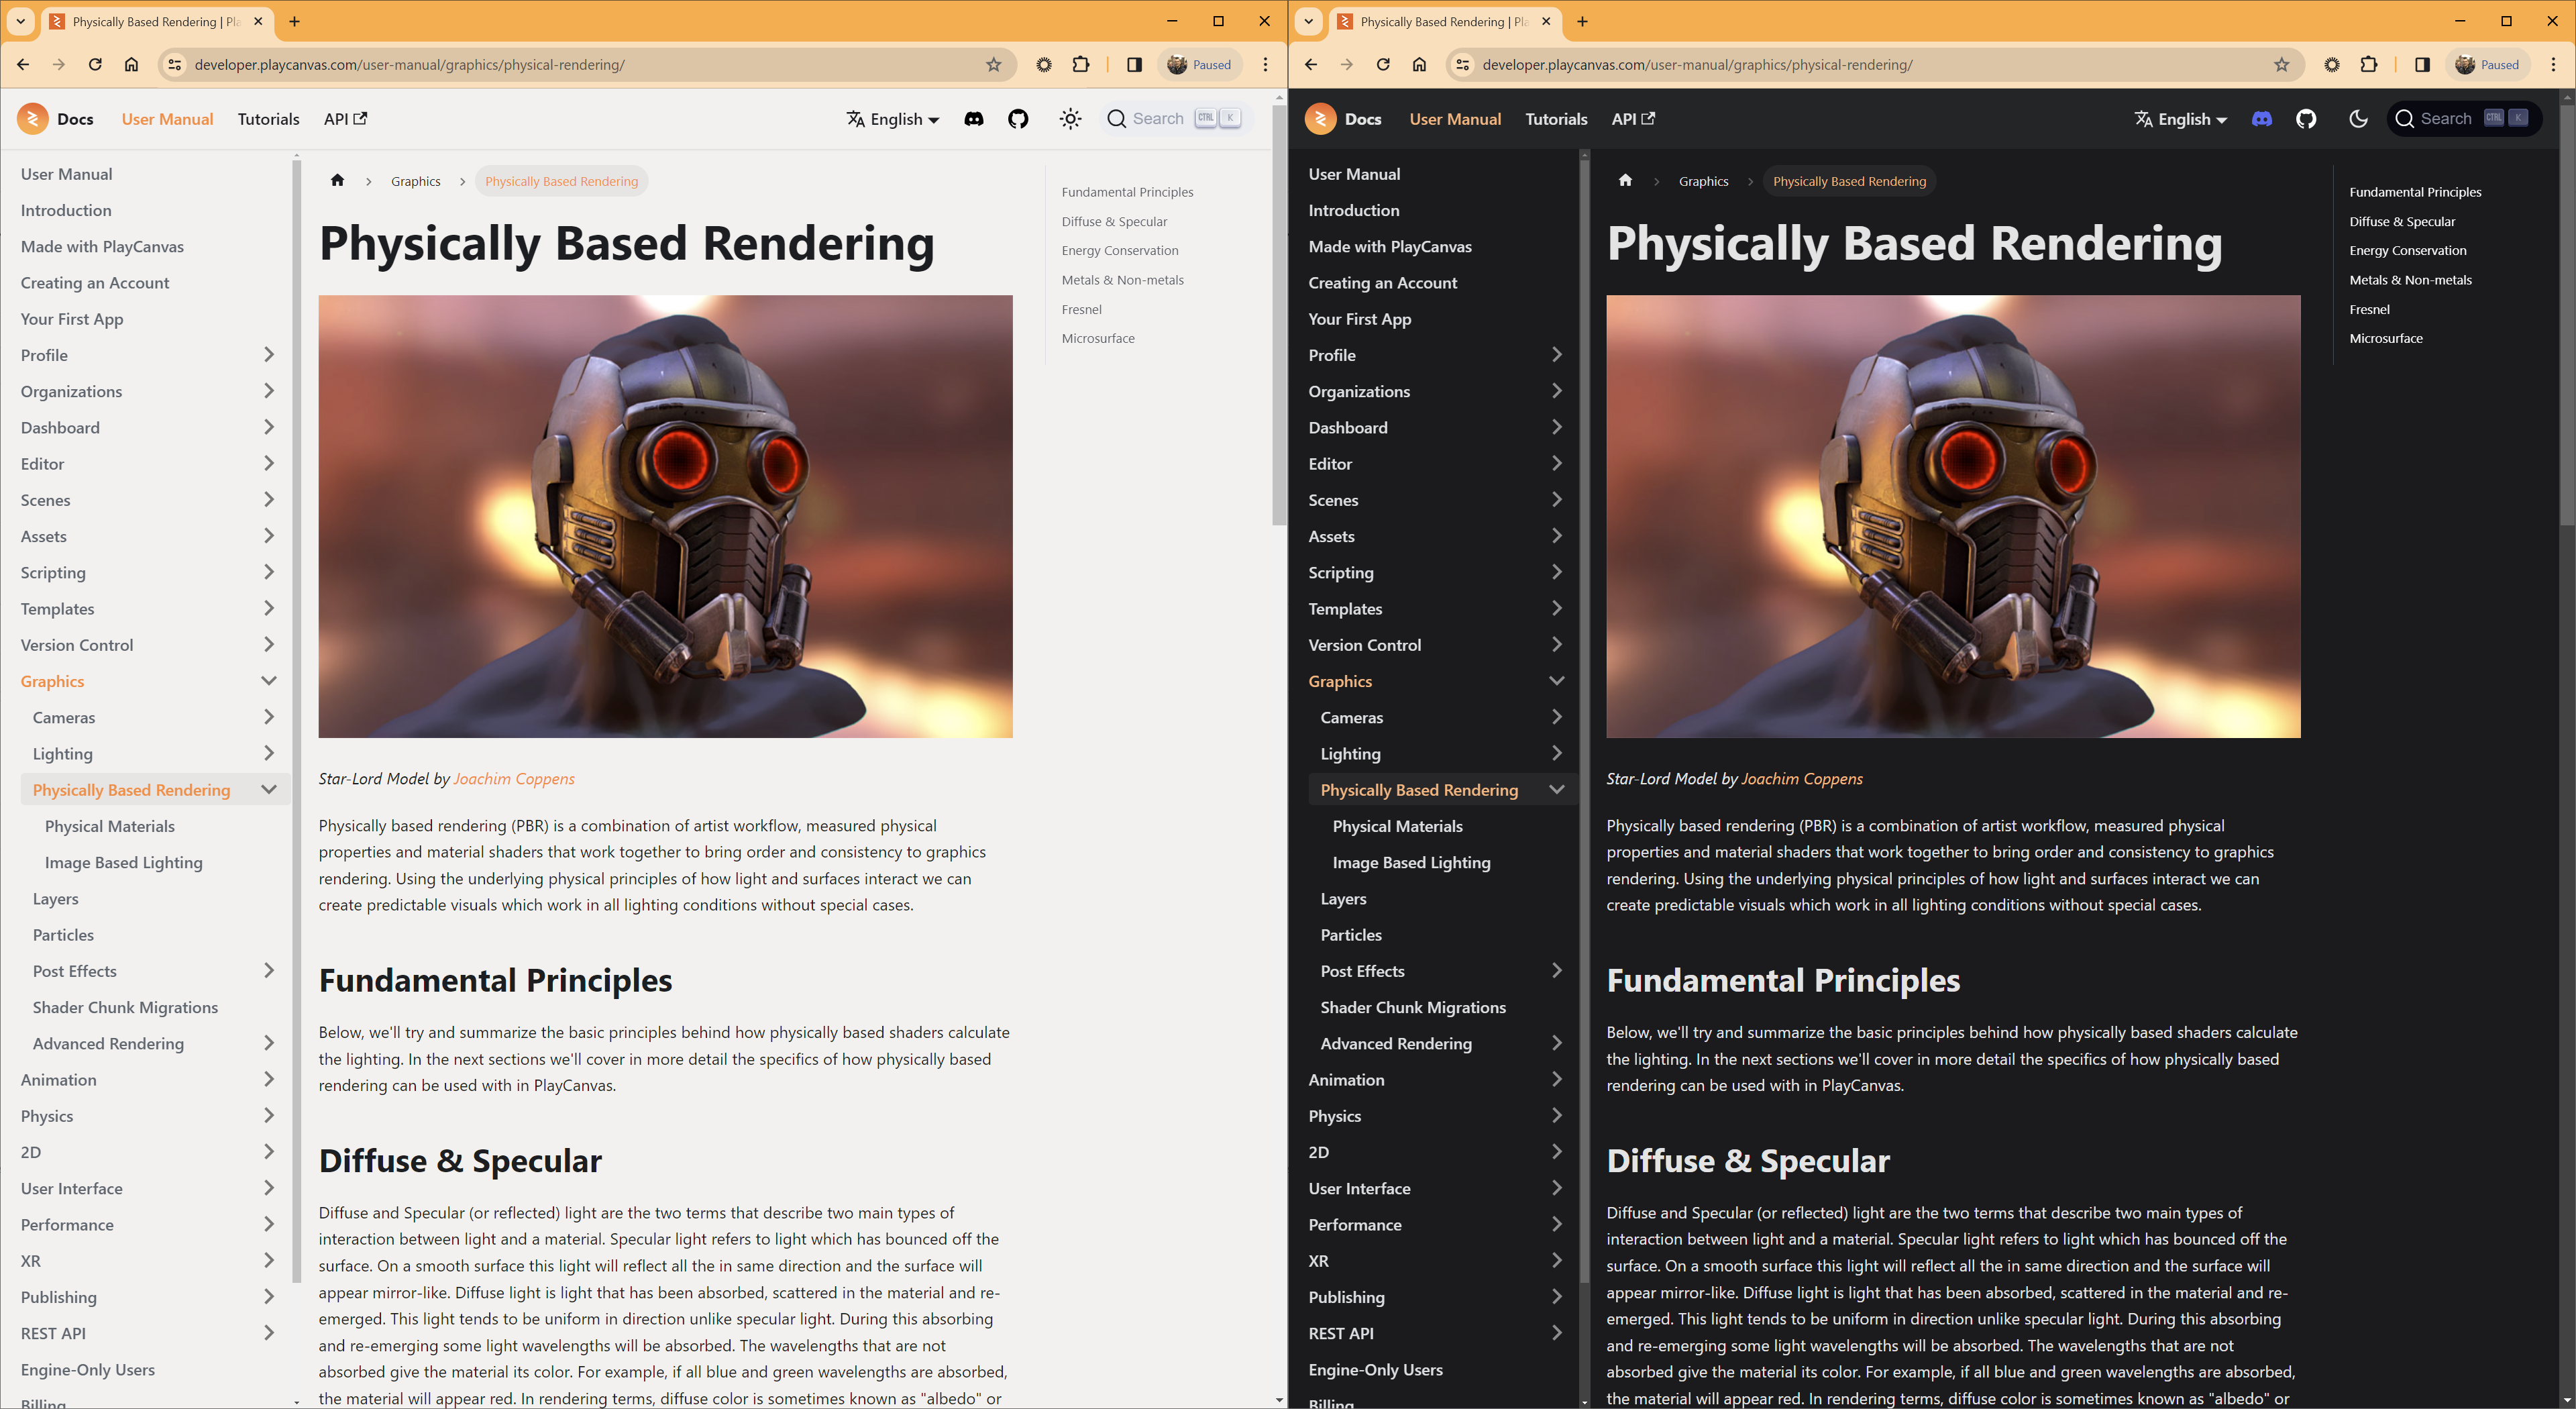 Physically Based Rendering | Pla
developer.playcanvas.com/user-manual/graphics/physical-rendering/
Paused
Docs
User Manual
Tutorials
API
English
Search
CTRL
K
User Manual
Introduction
Made with PlayCanvas
Creating an Account
Your First App
Profile
Organizations
Dashboard
Editor
Scenes
Assets
Scripting
Templates
Version Control
Graphics
Cameras
Lighting
Physically Based Rendering
Physical Materials
Image Based Lighting
Layers
Particles
Post Effects
Shader Chunk Migrations
Advanced Rendering
Animation
Physics
2D
User Interface
Performance
XR
Publishing
REST API
Engine-Only Users
Billing
Graphics
Physically Based Rendering
Physically Based Rendering
Star-Lord Model by Joachim Coppens
Physically based rendering (PBR) is a combination of artist workflow, measured physical
properties and material shaders that work together to bring order and consistency to graphics
rendering. Using the underlying physical principles of how light and surfaces interact we can
create predictable visuals which work in all lighting conditions without special cases.
Fundamental Principles
Below, we'll try and summarize the basic principles behind how physically based shaders calculate
the lighting. In the next sections we'll cover in more detail the specifics of how physically based
rendering can be used with in PlayCanvas.
Diffuse & Specular
Diffuse and Specular (or reflected) light are the two terms that describe two main types of
interaction between light and a material. Specular light refers to light which has bounced off the
surface. On a smooth surface this light will reflect all the in same direction and the surface will
appear mirror-like. Diffuse light is light that has been absorbed, scattered in the material and re-
emerged. This light tends to be uniform in direction unlike specular light. During this absorbing
and re-emerging some light wavelengths will be absorbed. The wavelengths that are not
absorbed give the material its color. For example, if all blue and green wavelengths are absorbed,
the material will appear red. In rendering terms, diffuse color is sometimes known as "albedo" or
Fundamental Principles
Diffuse & Specular
Energy Conservation
Metals & Non-metals
Fresnel
Microsurface
Physically Based Rendering | Pla
developer.playcanvas.com/user-manual/graphics/physical-rendering/
Paused
Docs
User Manual
Tutorials
API
English
Search
CTRL
K
User Manual
Introduction
Made with PlayCanvas
Creating an Account
Your First App
Profile
Organizations
Dashboard
Editor
Scenes
Assets
Scripting
Templates
Version Control
Graphics
Cameras
Lighting
Physically Based Rendering
Physical Materials
Image Based Lighting
Layers
Particles
Post Effects
Shader Chunk Migrations
Advanced Rendering
Animation
Physics
2D
User Interface
Performance
XR
Publishing
REST API
Engine-Only Users
Billing
Graphics
Physically Based Rendering
Physically Based Rendering
Star-Lord Model by Joachim Coppens
Physically based rendering (PBR) is a combination of artist workflow, measured physical
properties and material shaders that work together to bring order and consistency to graphics
rendering. Using the underlying physical principles of how light and surfaces interact we can
create predictable visuals which work in all lighting conditions without special cases.
Fundamental Principles
Below, we'll try and summarize the basic principles behind how physically based shaders calculate
the lighting. In the next sections we'll cover in more detail the specifics of how physically based
rendering can be used with in PlayCanvas.
Diffuse & Specular
Diffuse and Specular (or reflected) light are the two terms that describe two main types of
interaction between light and a material. Specular light refers to light which has bounced off the
surface. On a smooth surface this light will reflect all the in same direction and the surface will
appear mirror-like. Diffuse light is light that has been absorbed, scattered in the material and re-
emerged. This light tends to be uniform in direction unlike specular light. During this absorbing
and re-emerging some light wavelengths will be absorbed. The wavelengths that are not
absorbed give the material its color. For example, if all blue and green wavelengths are absorbed,
the material will appear red. In rendering terms, diffuse color is sometimes known as "albedo" or
Fundamental Principles
Diffuse & Specular
Energy Conservation
Metals & Non-metals
Fresnel
Microsurface